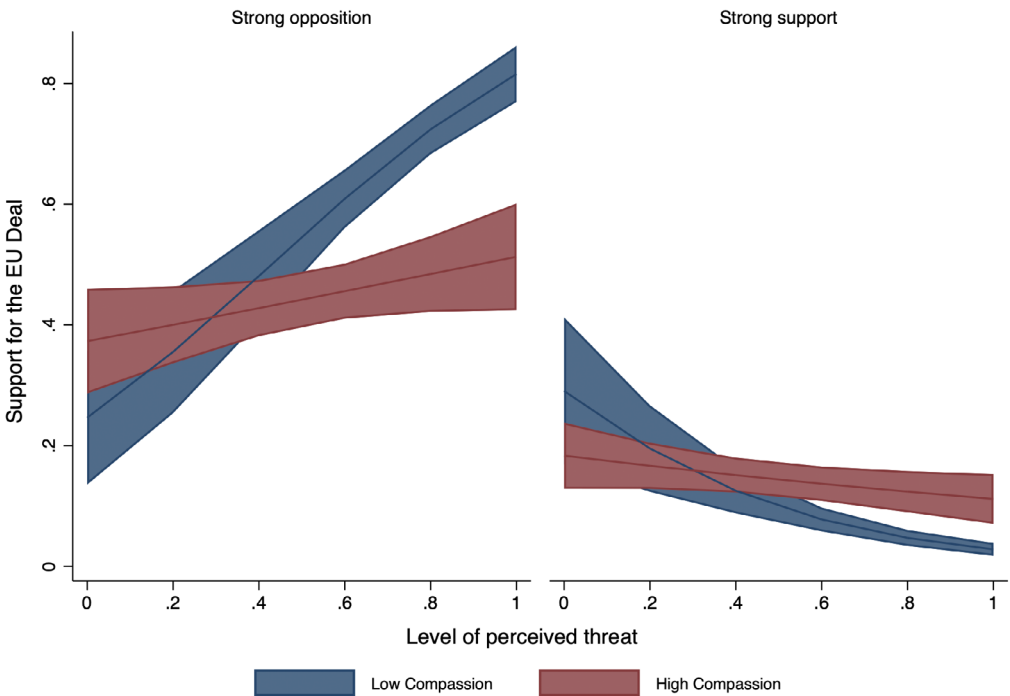 Strong opposition
Strong support
Support for the EU Deal
.8
.6
.4
.2
0
0 .2 .4 .6 .8 1
0 .2 .4 .6 .8 1
Level of perceived threat
Low Compassion
High Compassion